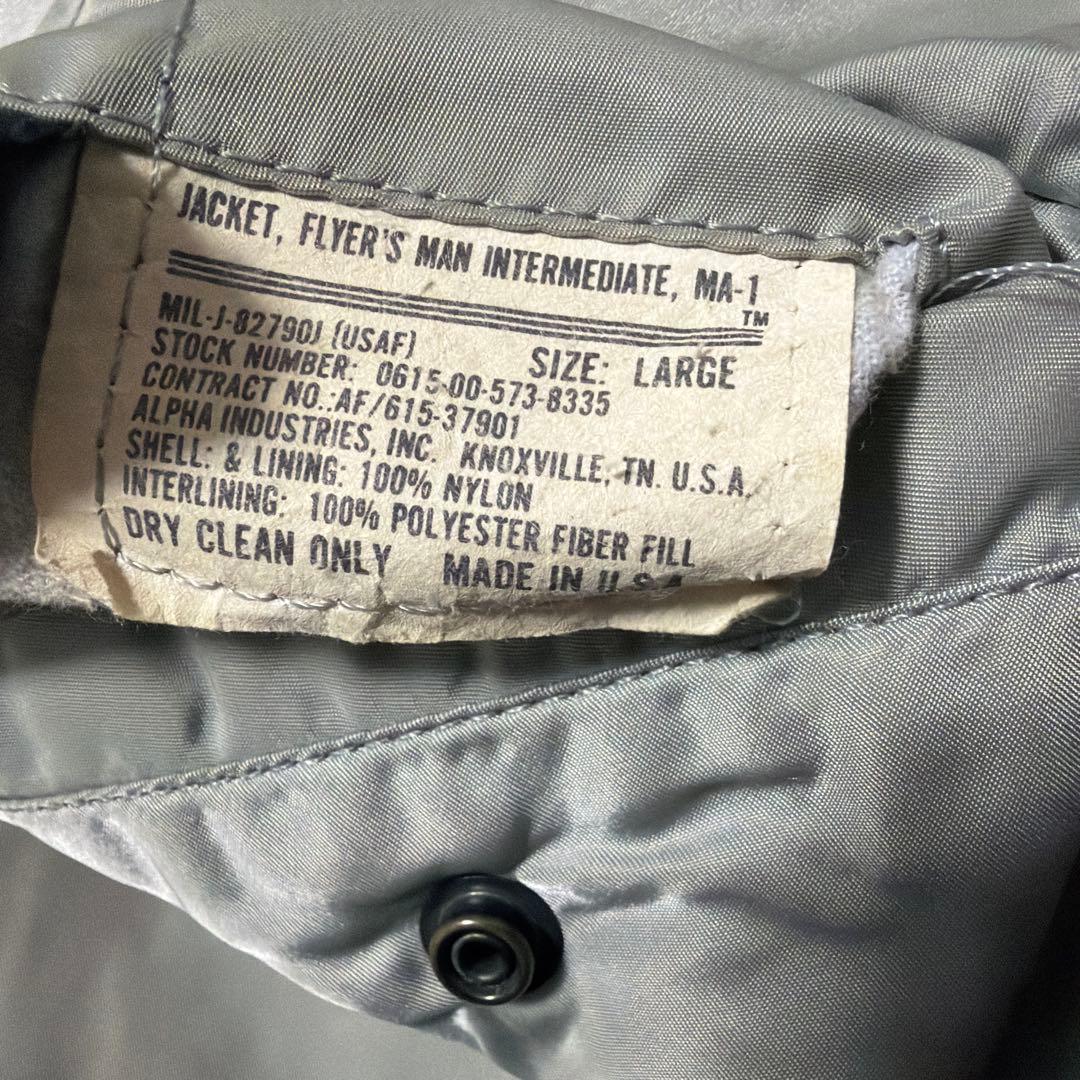 JACKET, FLYER'S MAN INTERMEDIATE, MA-1
TM
MIL-J-82790J (USAF)
SIZE: LARGE
STOCK NUMBER: 0615-00-573-8335
CONTRACT NO.:AF/615-37901
ALPHA INDUSTRIES, INC. KNOXVILLE, TN. U.S.A.
SHELL: & LINING: 100% NYLON
INTERLINING: 100% POLYESTER FIBER FILL
DRY CLEAN ONLY MADE IN U.S.A